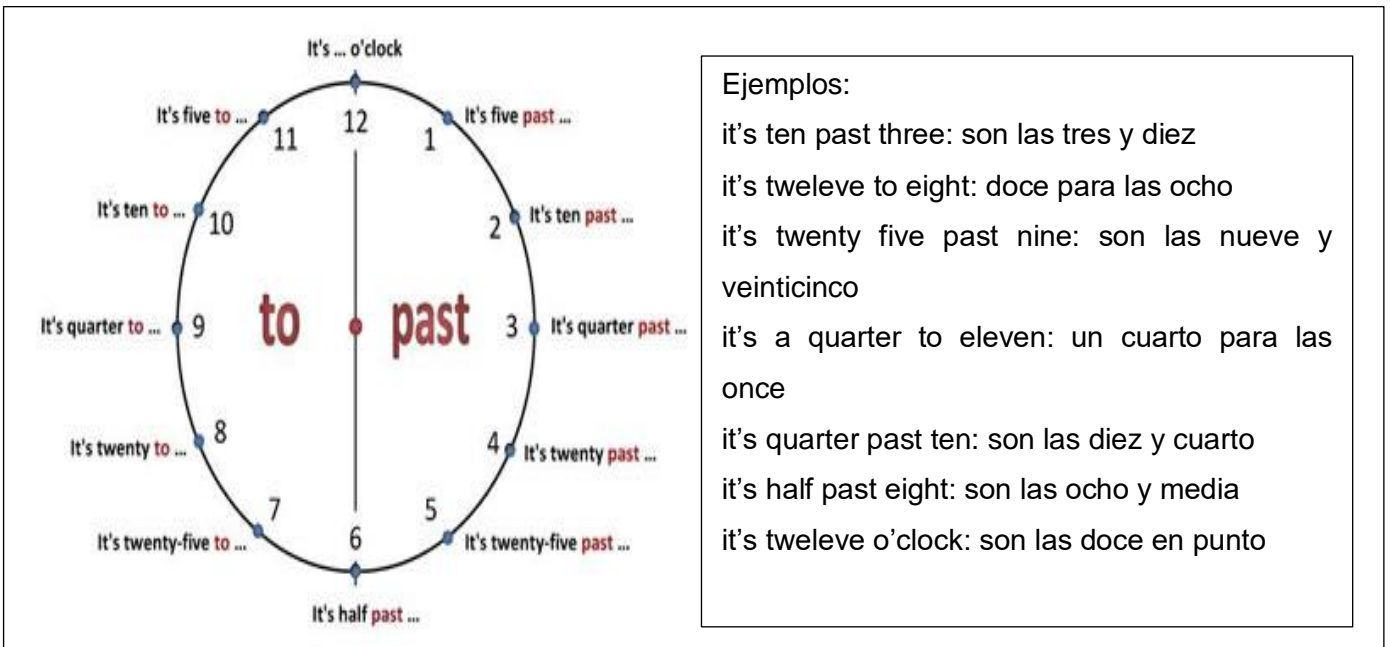 It's ... o'clock
It's five to ...
12
It's five past ...
11
1
It's ten to ...
10
2
It's ten past ...
It's quarter to ...
9
to
past
3
It's quarter past ...
It's twenty to ...
8
4
It's twenty past ...
7
5
It's twenty-five to ...
6
It's twenty-five past ...
It's half past ...
Ejemplos:
it’s ten past three: son las tres y diez
it’s tweleve to eight: doce para las ocho
it’s twenty five past nine: son las nueve y
veinticinco
it’s a quarter to eleven: un cuarto para las
once
it’s quarter past ten: son las diez y cuarto
it’s half past eight: son las ocho y media
it’s tweleve o’clock: son las doce en punto